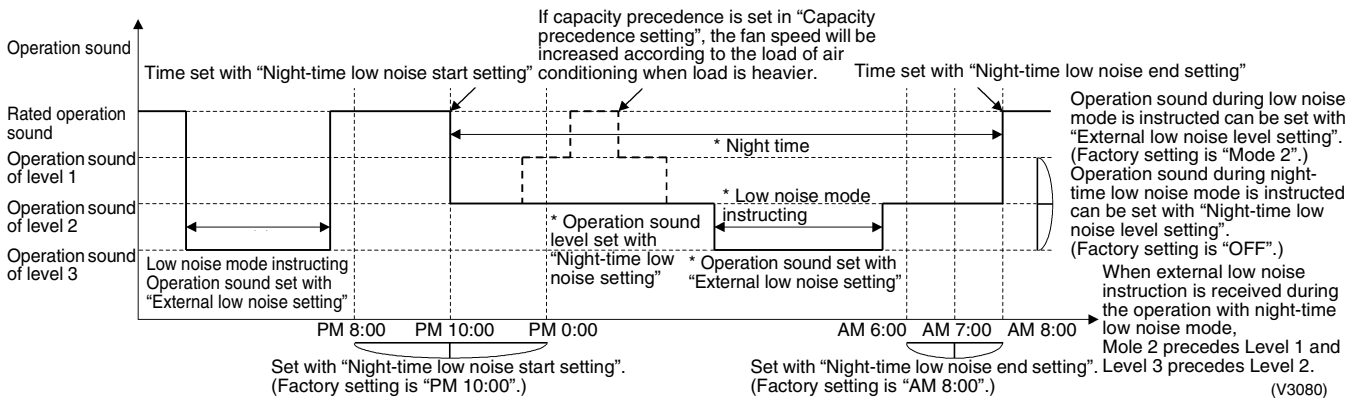 If capacity precedence is set in “Capacity
precedence setting”, the fan speed will be
increased according to the load of air
conditioning when load is heavier.
Operation sound
Time set with “Night-time low noise start setting”
Time set with “Night-time low noise end setting”
Rated operation
sound
Operation sound
of level 1
Operation sound
of level 2
Operation sound
of level 3
* Night time
* Low noise mode
instructing
* Operation sound
level set with
“Night-time low
noise setting”
* Operation sound set with
“External low noise setting”
Low noise mode instructing
Operation sound set with
“External low noise setting”
Operation sound during low noise
mode is instructed can be set with
“External low noise level setting”.
(Factory setting is “Mode 2”.)
Operation sound during night-
time low noise mode is instructed
can be set with “Night-time low
noise level setting”.
(Factory setting is “OFF”.)
When external low noise
instruction is received during
the operation with night-time
low noise mode,
Mole 2 precedes Level 1 and
Level 3 precedes Level 2.
PM 8:00
PM 10:00
PM 0:00
AM 6:00
AM 7:00
AM 8:00
Set with “Night-time low noise start setting”.
(Factory setting is “PM 10:00”.)
Set with “Night-time low noise end setting”.
(Factory setting is “AM 8:00”.)
(V3080)